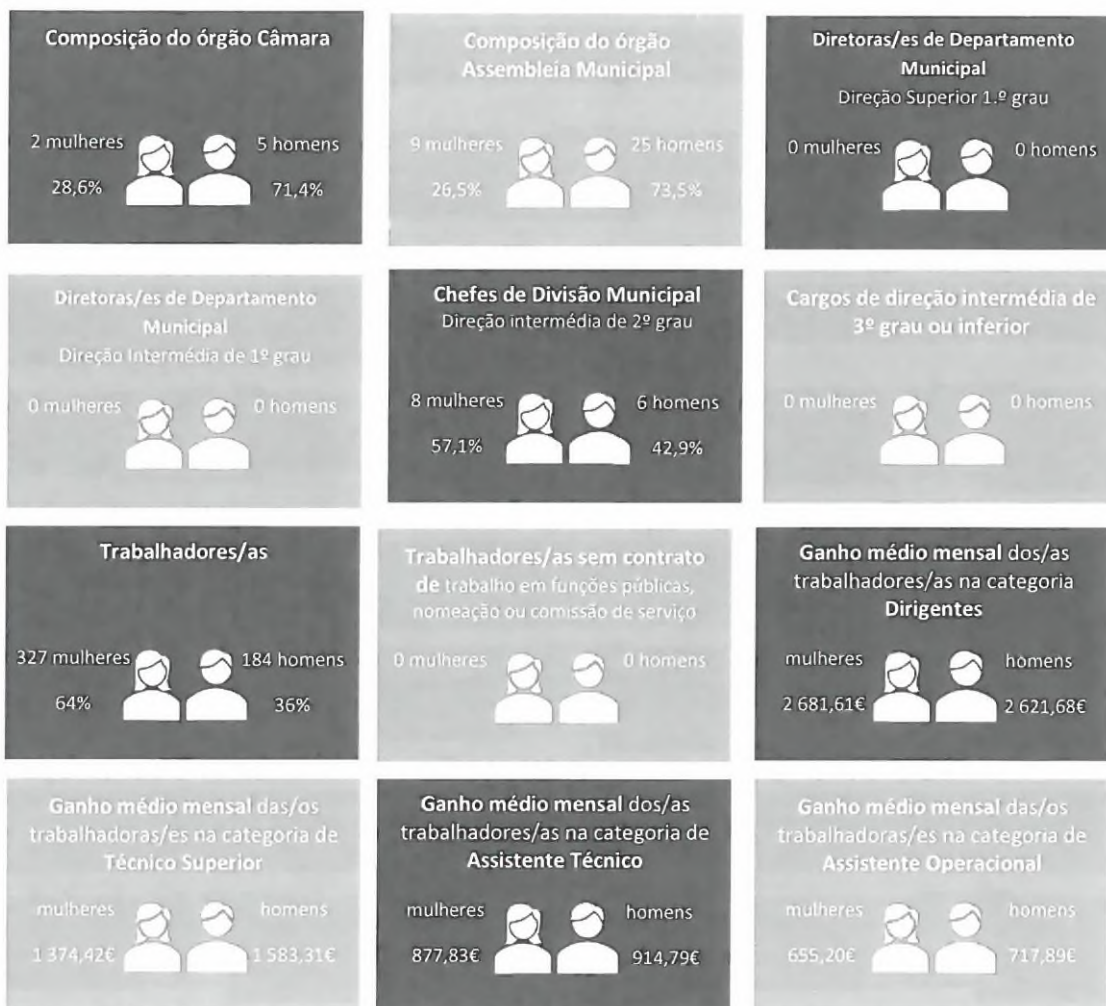 Composição do órgão Câmara
2 mulheres
5 homens
28,6%
71,4%
Composição do órgão
Assembleia Municipal
9 mulheres
25 homens
26,5%
73,5%
Diretoras/es de Departamento
Municipal
Direção Superior 1.º grau
0 mulheres
0 homens
Diretoras/es de Departamento
Municipal
Direção Intermédia de 1º grau
0 mulheres
0 homens
Chefes de Divisão Municipal
Direção intermédia de 2º grau
8 mulheres
6 homens
57,1%
42,9%
Cargos de direção intermédia de
3º grau ou inferior
0 mulheres
0 homens
Trabalhadores/as
327 mulheres
184 homens
64%
36%
Trabalhadores/as sem contrato
de trabalho em funções públicas,
nomeação ou comissão de serviço
0 mulheres
0 homens
Ganho médio mensal dos/as
trabalhadores/as na categoria
Dirigentes
mulheres
homens
2 681,61€
2 621,68€
Ganho médio mensal das/os
trabalhadoras/es na categoria de
Técnico Superior
mulheres
homens
1 374,42€
1 583,31€
Ganho médio mensal dos/as
trabalhadores/as na categoria de
Assistente Técnico
mulheres
homens
877,83€
914,79€
Ganho médio mensal das/os
trabalhadoras/es na categoria de
Assistente Operacional
mulheres
homens
655,20€
717,89€